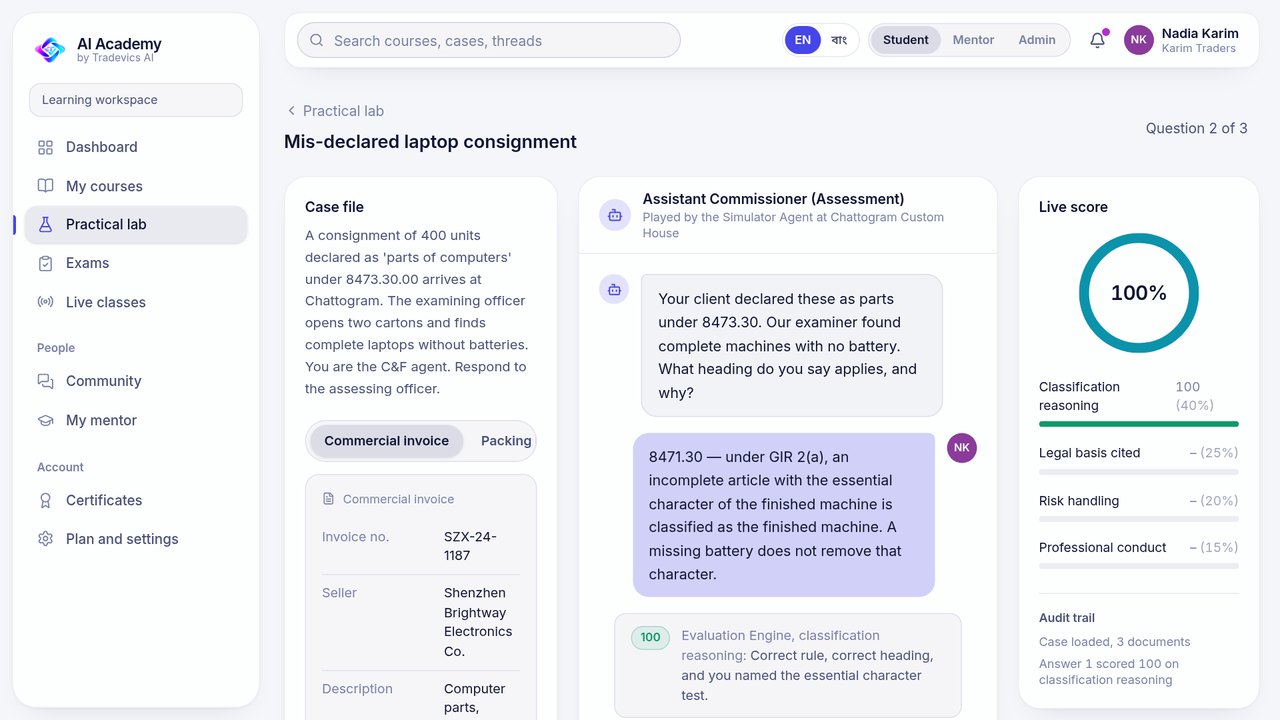 AI Academy
by Tradevics AI
Learning workspace
Dashboard
My courses
Practical lab
Exams
Live classes
People
Community
My mentor
Account
Certificates
Plan and settings
Search courses, cases, threads
EN
বাং
Student
Mentor
Admin
NK
Nadia Karim
Karim Traders
Practical lab
Mis-declared laptop consignment
Question 2 of 3
Case file
A consignment of 400 units
declared as 'parts of computers'
under 8473.30.00 arrives at
Chattogram. The examining officer
opens two cartons and finds
complete laptops without batteries.
You are the C&F agent. Respond to
the assessing officer.
Commercial invoice
Packing
Commercial invoice
Invoice no.
SZX-24-
1187
Seller
Shenzhen
Brightway
Electronics
Co.
Description
Computer
parts,
Assistant Commissioner (Assessment)
Played by the Simulator Agent at Chattogram Custom
House
Your client declared these as parts
under 8473.30. Our examiner found
complete machines with no battery.
What heading do you say applies, and
why?
8471.30 — under GIR 2(a), an
incomplete article with the essential
character of the finished machine is
classified as the finished machine. A
missing battery does not remove that
character.
NK
100
Evaluation Engine, classification
reasoning: Correct rule, correct heading,
and you named the essential character
test.
Live score
100%
Classification
reasoning
100
(40%)
Legal basis cited
– (25%)
Risk handling
– (20%)
Professional conduct
– (15%)
Audit trail
Case loaded, 3 documents
Answer 1 scored 100 on
classification reasoning